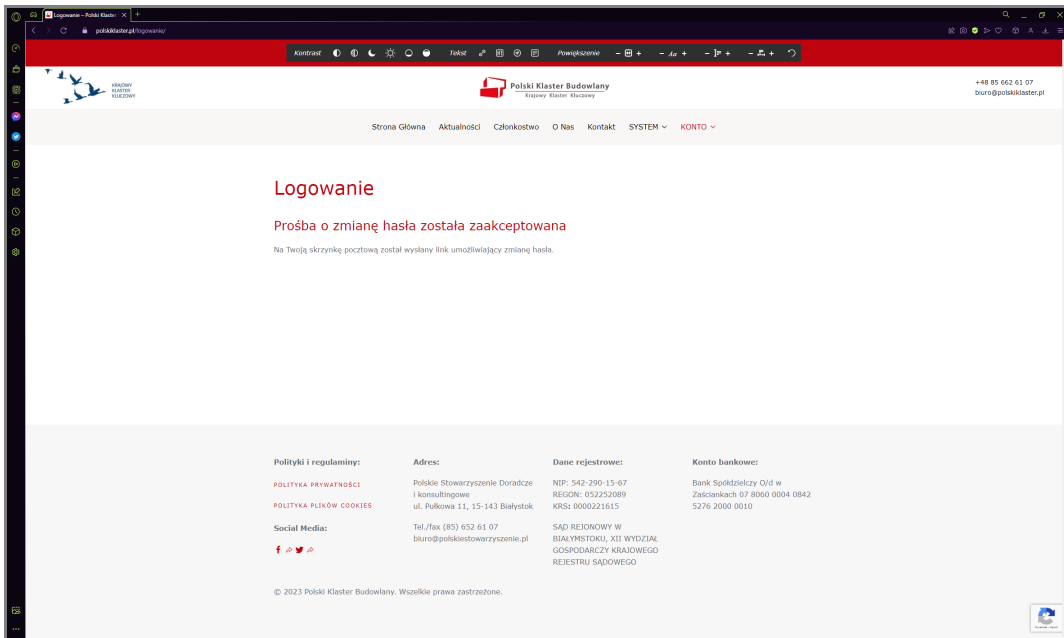 Logowanie – Polski Klaster
polskiklaster.pl/logowanie/
Kontrast
Tekst
Powiększenie
KRAJOWY
KLASTER
KLUCZOWY
Polski Klaster Budowlany
Krajowy Klaster Kluczowy
+48 85 662 61 07
biuro@polskiklaster.pl
Strona Główna Aktualności Członkostwo O Nas Kontakt SYSTEM KONTO
Logowanie
Prośba o zmianę hasła została zaakceptowana
Na Twoją skrzynkę pocztową został wysłany link umożliwiający zmianę hasła.
Polityki i regulaminy:
POLITYKA PRYWATNOŚCI
POLITYKA PLIKÓW COOKIES
Social Media:
Adres:
Polskie Stowarzyszenie Doradcze
i konsultingowe
ul. Pułkowa 11, 15-143 Białystok
Tel./fax (85) 652 61 07
biuro@polskiestowarzyszenie.pl
Dane rejestrowe:
NIP: 542-290-15-67
REGON: 052252089
KRS: 0000221615
SĄD REJONOWY W
BIAŁYMSTOKU, XII WYDZIAŁ
GOSPODARCZY KRAJOWEGO
REJESTRU SĄDOWEGO
Konto bankowe:
Bank Spółdzielczy O/d w
Zaściankach 07 8060 0004 0842
5276 2000 0010
© 2023 Polski Klaster Budowlany. Wszelkie prawa zastrzeżone.